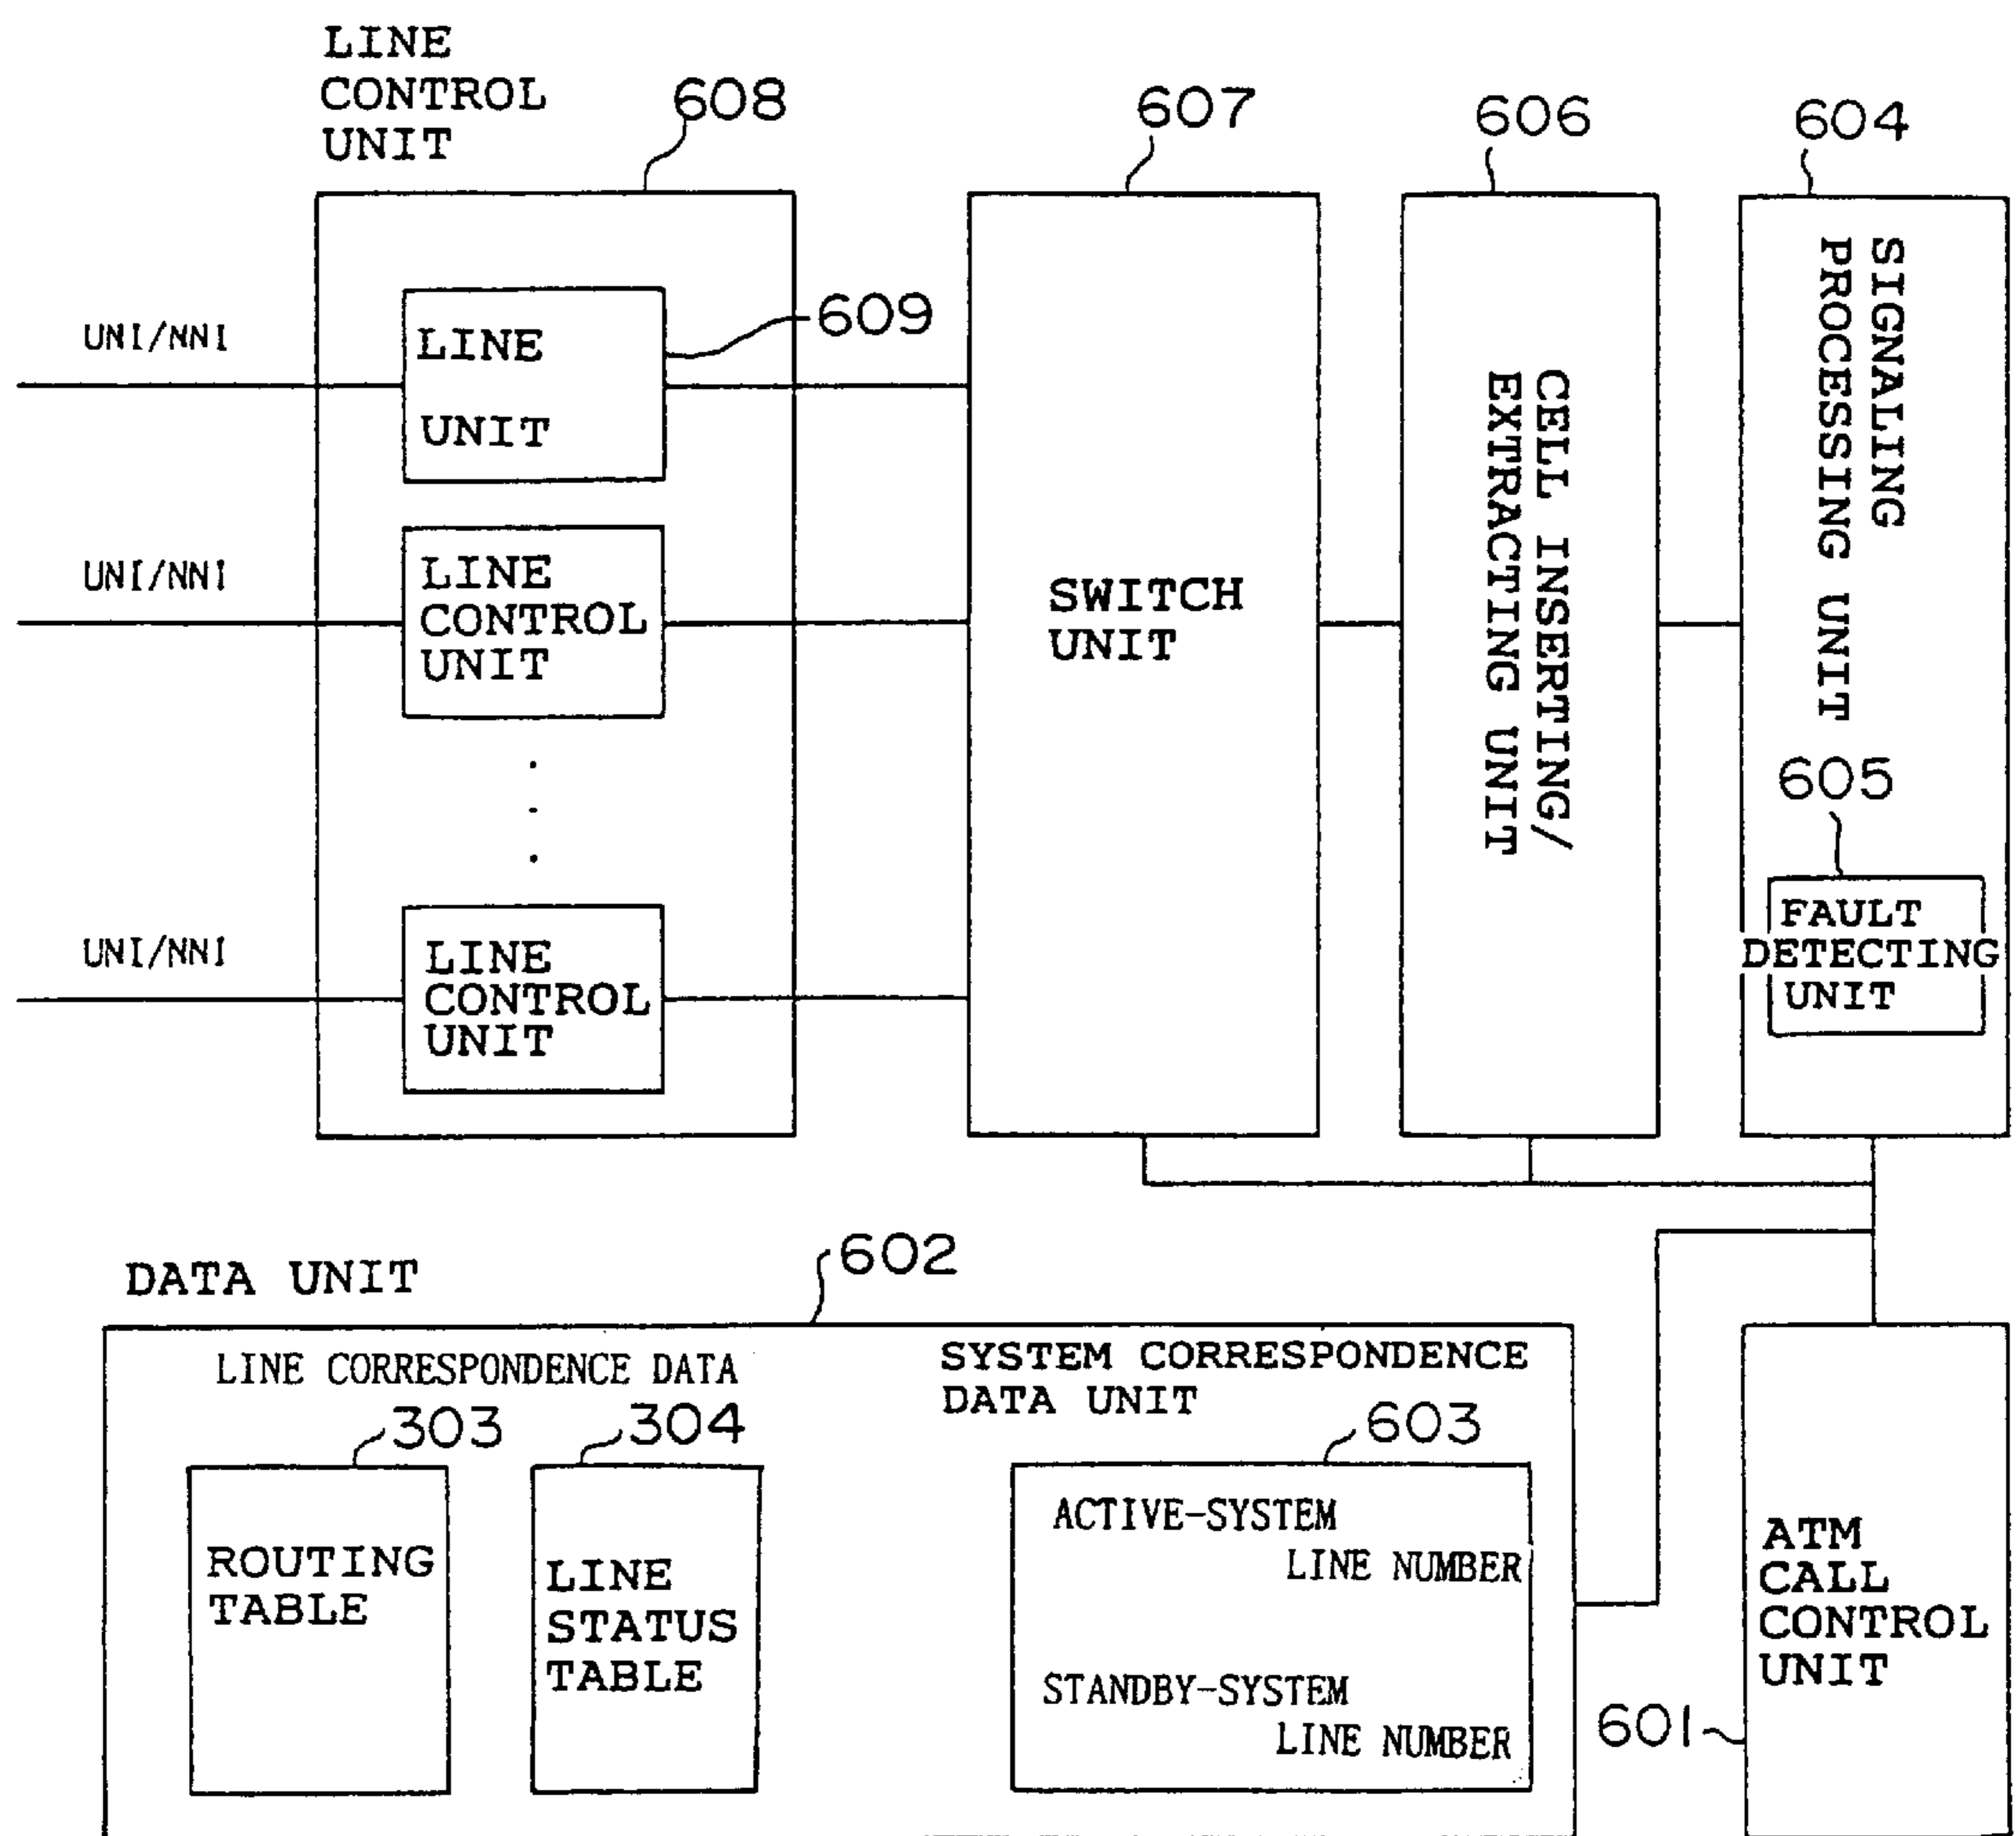 LINE
CONTROL
UNIT
608
607
606
604
UNI/NNI
LINE
UNIT
609
UNI/NNI
LINE
CONTROL
UNIT
.
.
.
UNI/NNI
LINE
CONTROL
UNIT
SWITCH
UNIT
CELL INSERTING/
EXTRACTING UNIT
SIGNALING
PROCESSING UNIT
605
FAULT
DETECTING
UNIT
DATA UNIT
602
LINE CORRESPONDENCE DATA
303
304
ROUTING
TABLE
LINE
STATUS
TABLE
SYSTEM CORRESPONDENCE
DATA UNIT
603
ACTIVE-SYSTEM
LINE NUMBER
STANDBY-SYSTEM
LINE NUMBER
601
ATM
CALL
CONTROL
UNIT